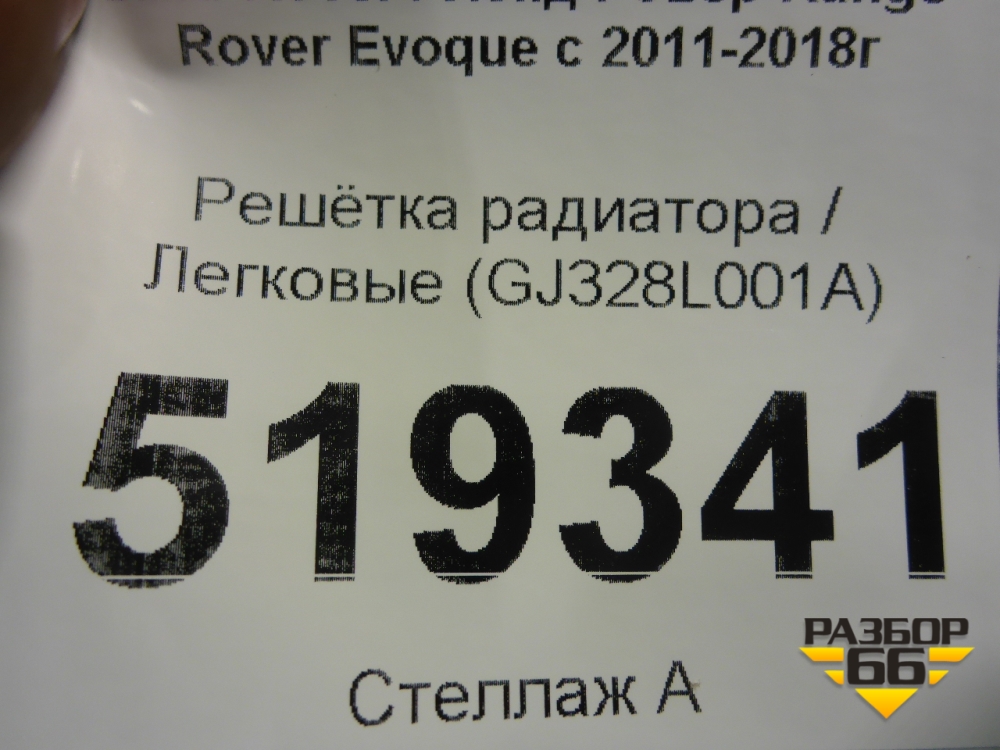 Rover Evoque с 2011-2018г
Решётка радиатора /
Легковые (GJ328L001A)
519341
Стеллаж А
РАЗБОР
66